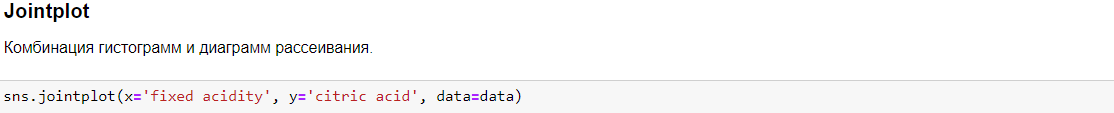 Jointplot
Комбинация гистограмм и диаграмм рассеивания.
sns.jointplot(x='fixed acidity', y='citric acid', data=data)